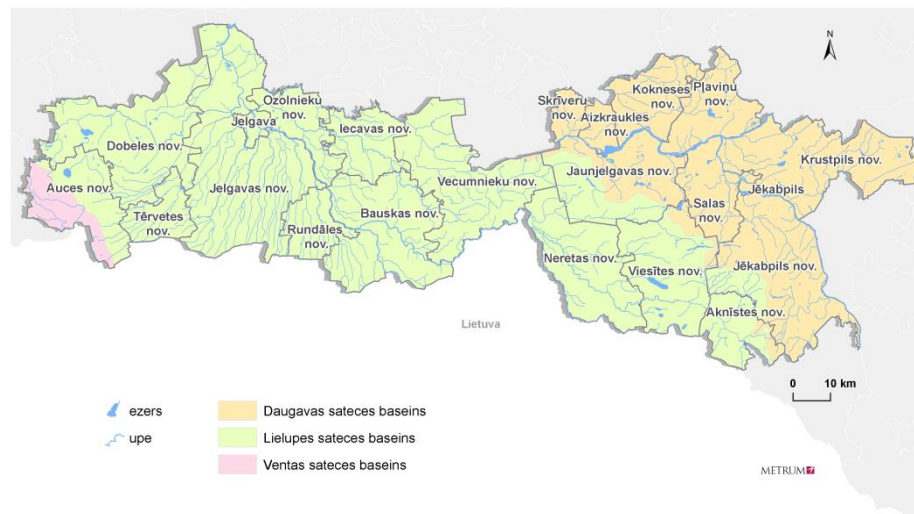 N
Skrīveru
nov.
Kokneses
nov.
Pļaviņu
nov.
Aizkraukles
nov.
Ozolnieku
nov.
Jelgava
Iecavas nov.
Dobeles nov.
Krustpils nov.
Auces nov.
Jelgavas nov.
Vecumnieku nov.
Jaunjelgavas nov.
Jēkabpils
Salas
nov.
Tērvetes
nov.
Rundāles
nov.
Bauskas nov.
Neretas nov.
Viesītes nov.
Jēkabpils nov.
Aknīstes nov.
Lietuva
0 10 km
ezers
upe
Daugavas sateces baseins
Lielupes sateces baseins
Ventas sateces baseins
METRUM